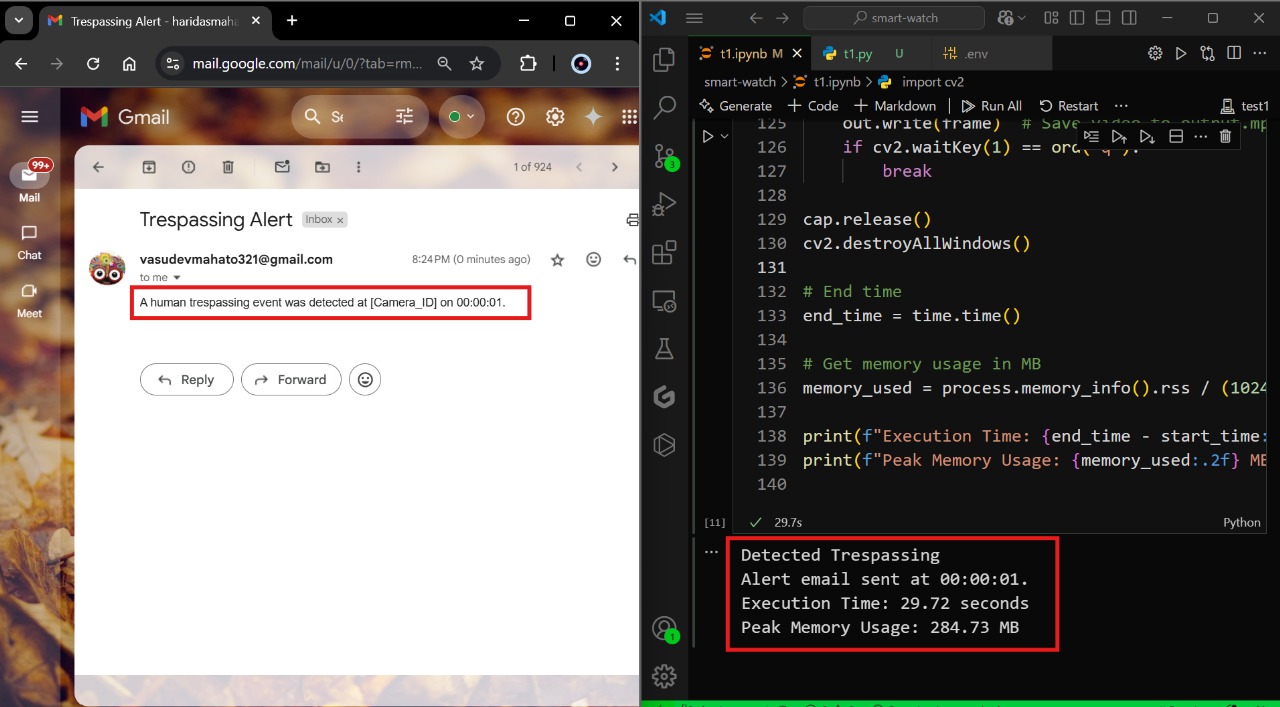 Trespassing Alert - haridasmaha
mail.google.com/mail/u/0/?tab=rm...
Gmail
Se
99+
Mail
Chat
Meet
1 of 924
Trespassing Alert
Inbox x
vasudevmahato321@gmail.com
8:24 PM (0 minutes ago)
to me
A human trespassing event was detected at [Camera_ID] on 00:00:01.
Reply
Forward
smart-watch
t1.ipynb M
t1.py U
.env
smart-watch > t1.ipynb > import cv2
Generate + Code + Markdown | Run All Restart ...
test1
125 out.write(frame) # Save video to output.mp
126 if cv2.waitKey(1) == ord("q"):
127 break
128
129 cap.release()
130 cv2.destroyAllWindows()
131
132 # End time
133 end_time = time.time()
134
135 # Get memory usage in MB
136 memory_used = process.memory_info().rss / (1024
137
138 print(f"Execution Time: {end_time - start_time:
139 print(f"Peak Memory Usage: {memory_used:.2f} MB
140
[11] 29.7s
Python
3
Detected Trespassing
Alert email sent at 00:00:01.
Execution Time: 29.72 seconds
Peak Memory Usage: 284.73 MB
1